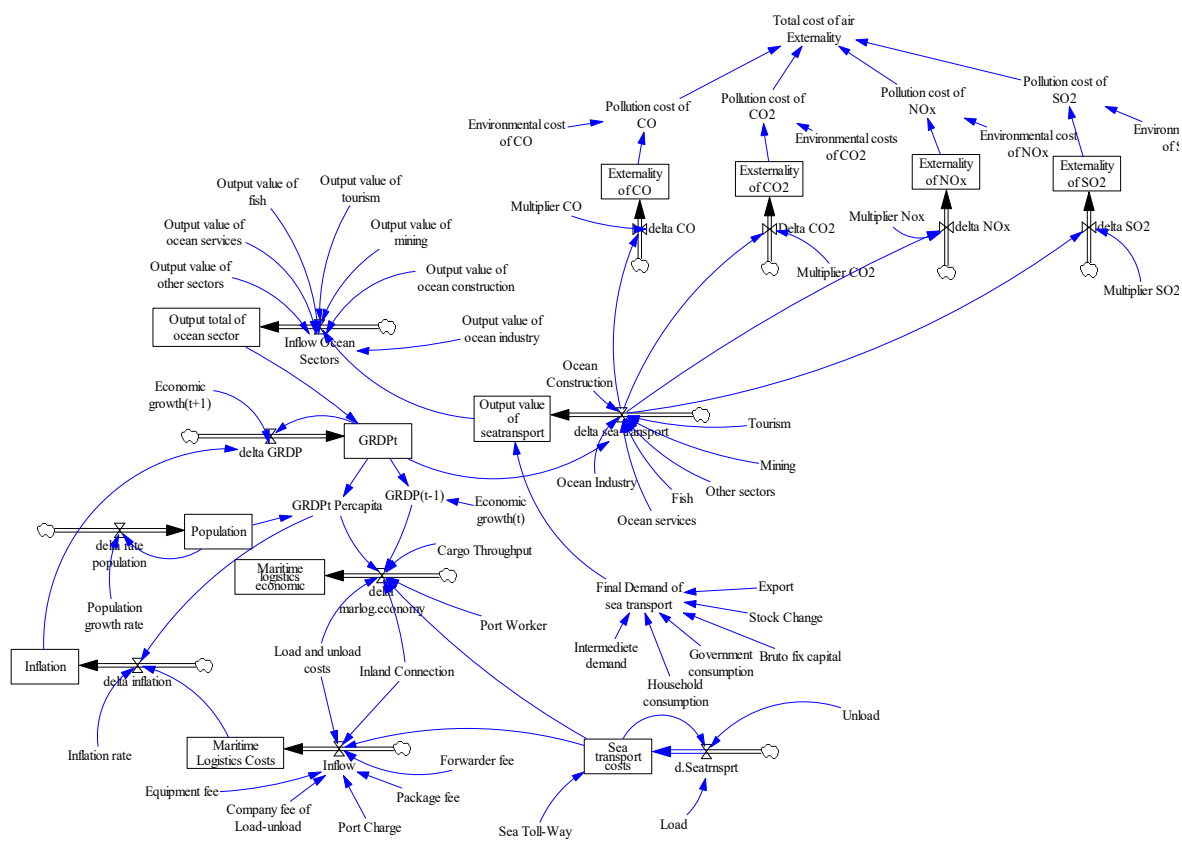 Total cost of air
Externality
Pollution cost of
CO
Pollution cost of
CO2
Pollution cost of
NOx
Pollution cost of
SO2
Environmental cost
of CO
Environmental costs
of CO2
Environmental cost
of NOx
of S
Externality
of CO
Exsternality
of CO2
Externality
of NOx
Externality
of SO2
Multiplier CO
delta CO
Delta CO2
Multiplier CO2
Multiplier Nox
delta NOx
delta SO2
Multiplier SO2
Output value of
fish
Output value of
tourism
Output value of
ocean services
Output value of
mining
Output value of
other sectors
Output value of
ocean construction
Output total of
ocean sector
Inflow Ocean
Sectors
Output value of
ocean industry
Economic
growth(t+1)
delta GRDP
GRDPt
Ocean
Construction
Output value
of
seatransport
delta sea transport
Tourism
Mining
Other sectors
Fish
Ocean Industry
Ocean services
GRDPt Percapita
GRDP(t-1)
Economic
growth(t)
Population
delta rate
population
Population
growth rate
Maritime
logistics
economic
delta
marlog.economy
Cargo Throughput
Port Worker
Final Demand of
sea transport
Export
Stock Change
Bruto fix capital
Government
consumption
Household
consumption
Intermediete
demand
Inflation
delta inflation
Inflation rate
Load and unload
costs
Inland Connection
Maritime
Logistics Costs
Inflow
Forwarder fee
Package fee
Port Charge
Company fee of
Load-unload
Equipment fee
Sea
transport
costs
d.Seatrnsprt
Unload
Load
Sea Toll-Way